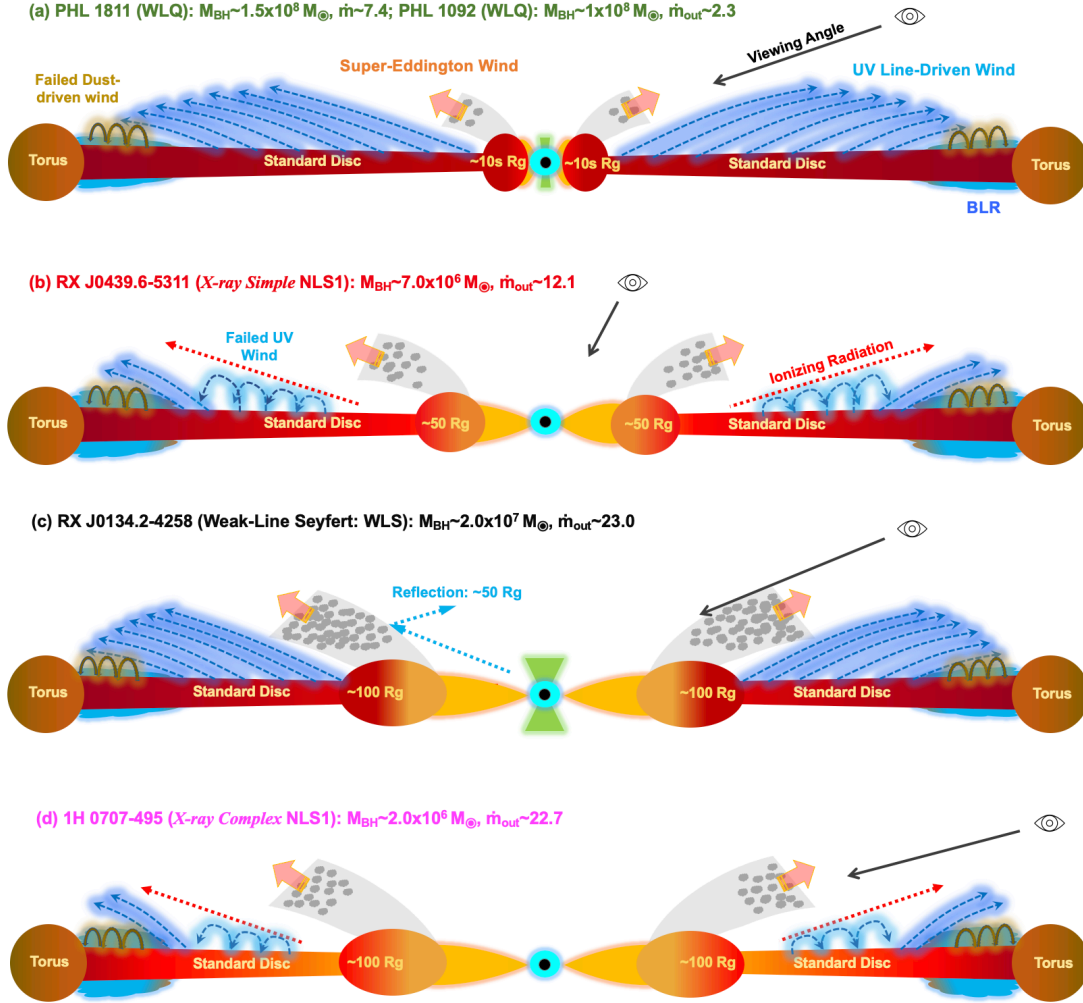 (a) PHL 1811 (WLQ): M_BH~1.5x10^8 M_⦿, ṁ~7.4; PHL 1092 (WLQ): M_BH~1x10^8 M_⦿, ṁ_out~2.3
Failed Dust-
driven wind
Super-Eddington Wind
Viewing Angle
UV Line-Driven Wind
Torus
Standard Disc
~10s Rg
~10s Rg
Standard Disc
Torus
BLR
(b) RX J0439.6-5311 (X-ray Simple NLS1): M_BH~7.0x10^6 M_⦿, ṁ_out~12.1
Failed UV
Wind
Ionizing Radiation
Torus
Standard Disc
~50 Rg
~50 Rg
Standard Disc
Torus
(c) RX J0134.2-4258 (Weak-Line Seyfert: WLS): M_BH~2.0x10^7 M_⦿, ṁ_out~23.0
Reflection: ~50 Rg
Torus
Standard Disc
~100 Rg
~100 Rg
Standard Disc
Torus
(d) 1H 0707-495 (X-ray Complex NLS1): M_BH~2.0x10^6 M_⦿, ṁ_out~22.7
Torus
Standard Disc
~100 Rg
~100 Rg
Standard Disc
Torus